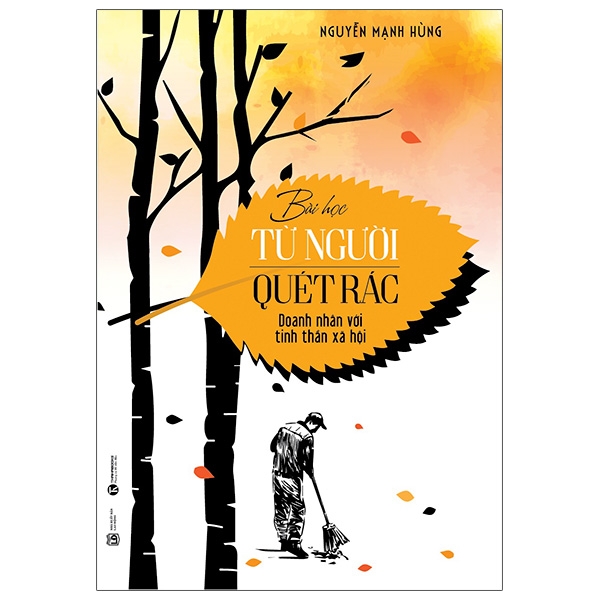 NGUYỄN MẠNH HÙNG
Bài học
TỪ NGƯỜI
QUÉT RÁC
Doanh nhân với
tinh thần xã hội